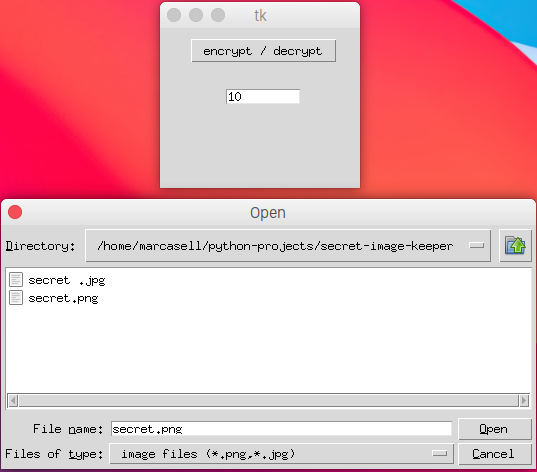 tk
encrypt / decrypt
10
Open
Directory: /home/marcasell/python-projects/secret-image-keeper
secret .jpg
secret.png
File name: secret.png Open
Files of type: image files (*.png,*.jpg) Cancel